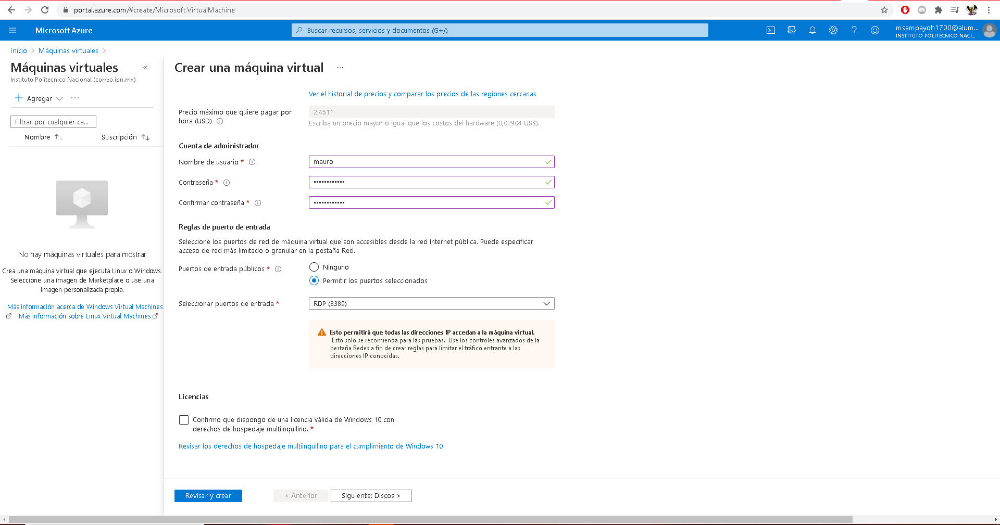 portal.azure.com/#create/Microsoft.VirtualMachine
Microsoft Azure
Buscar recursos, servicios y documentos (G+/)
msampayoh1700@alum...
INSTITUTO POLITECNICO NACI...
Inicio > Máquinas virtuales >
Máquinas virtuales
«
Instituto Politecnico Nacional (correo.ipn.mx)
+ Agregar ...
Filtrar por cualquier ca...
Nombre ↑↓
Suscripción ↑↓
No hay máquinas virtuales para mostrar
Crea una máquina virtual que ejecuta Linux o Windows.
Seleccione una imagen de Marketplace o use una
imagen personalizada propia.
Más información acerca de Windows Virtual Machines
Más información sobre Linux Virtual Machines
Crear una máquina virtual ...
Ver el historial de precios y comparar los precios de las regiones cercanas
Precio máximo que quiere pagar por
hora (USD)
2.4511
Escriba un precio mayor o igual que los costos del hardware (0,02904 US$).
Cuenta de administrador
Nombre de usuario *
mauro
Contraseña *
••••••••••••
Confirmar contraseña *
••••••••••••
Reglas de puerto de entrada
Seleccione los puertos de red de máquina virtual que son accesibles desde la red Internet pública. Puede especificar
acceso de red más limitado o granular en la pestaña Red.
Puertos de entrada públicos *
Ninguno
Permitir los puertos seleccionados
Seleccionar puertos de entrada *
RDP (3389)
Esto permitirá que todas las direcciones IP accedan a la máquina virtual.
Esto solo se recomienda para las pruebas. Use los controles avanzados de la
pestaña Redes a fin de crear reglas para limitar el tráfico entrante a las
direcciones IP conocidas.
Licencias
Confirmo que dispongo de una licencia válida de Windows 10 con
derechos de hospedaje multiinquilino. *
Revisar los derechos de hospedaje multiinquilino para el cumplimiento de Windows 10
Revisar y crear
< Anterior
Siguiente: Discos >